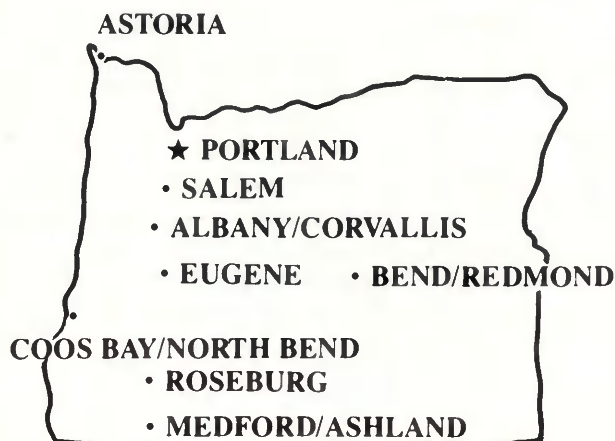 ASTORIA
★ PORTLAND
• SALEM
• ALBANY/CORVALLIS
• EUGENE • BEND/REDMOND
COOS BAY/NORTH BEND
• ROSEBURG
• MEDFORD/ASHLAND